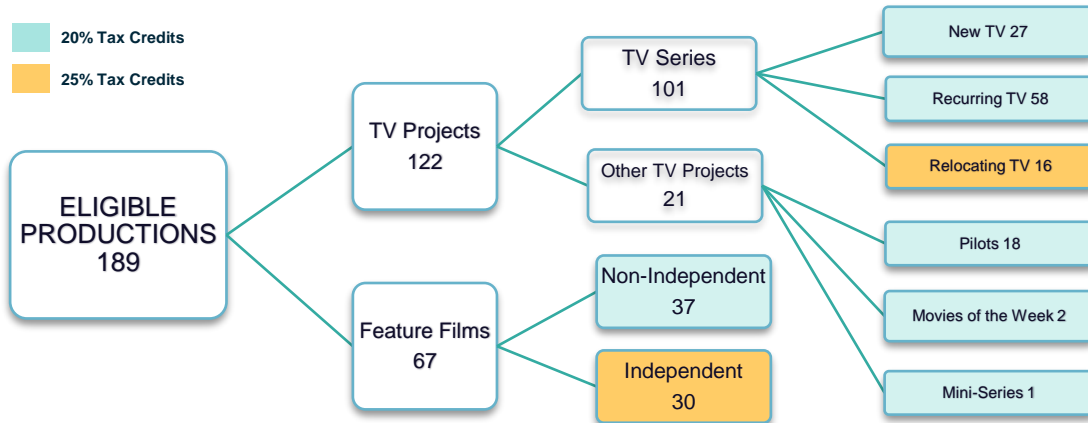 20% Tax Credits
25% Tax Credits
ELIGIBLE
PRODUCTIONS
189
TV Projects
122
Feature Films
67
TV Series
101
Other TV Projects
21
Non-Independent
37
Independent
30
New TV 27
Recurring TV 58
Relocating TV 16
Pilots 18
Movies of the Week 2
Mini-Series 1